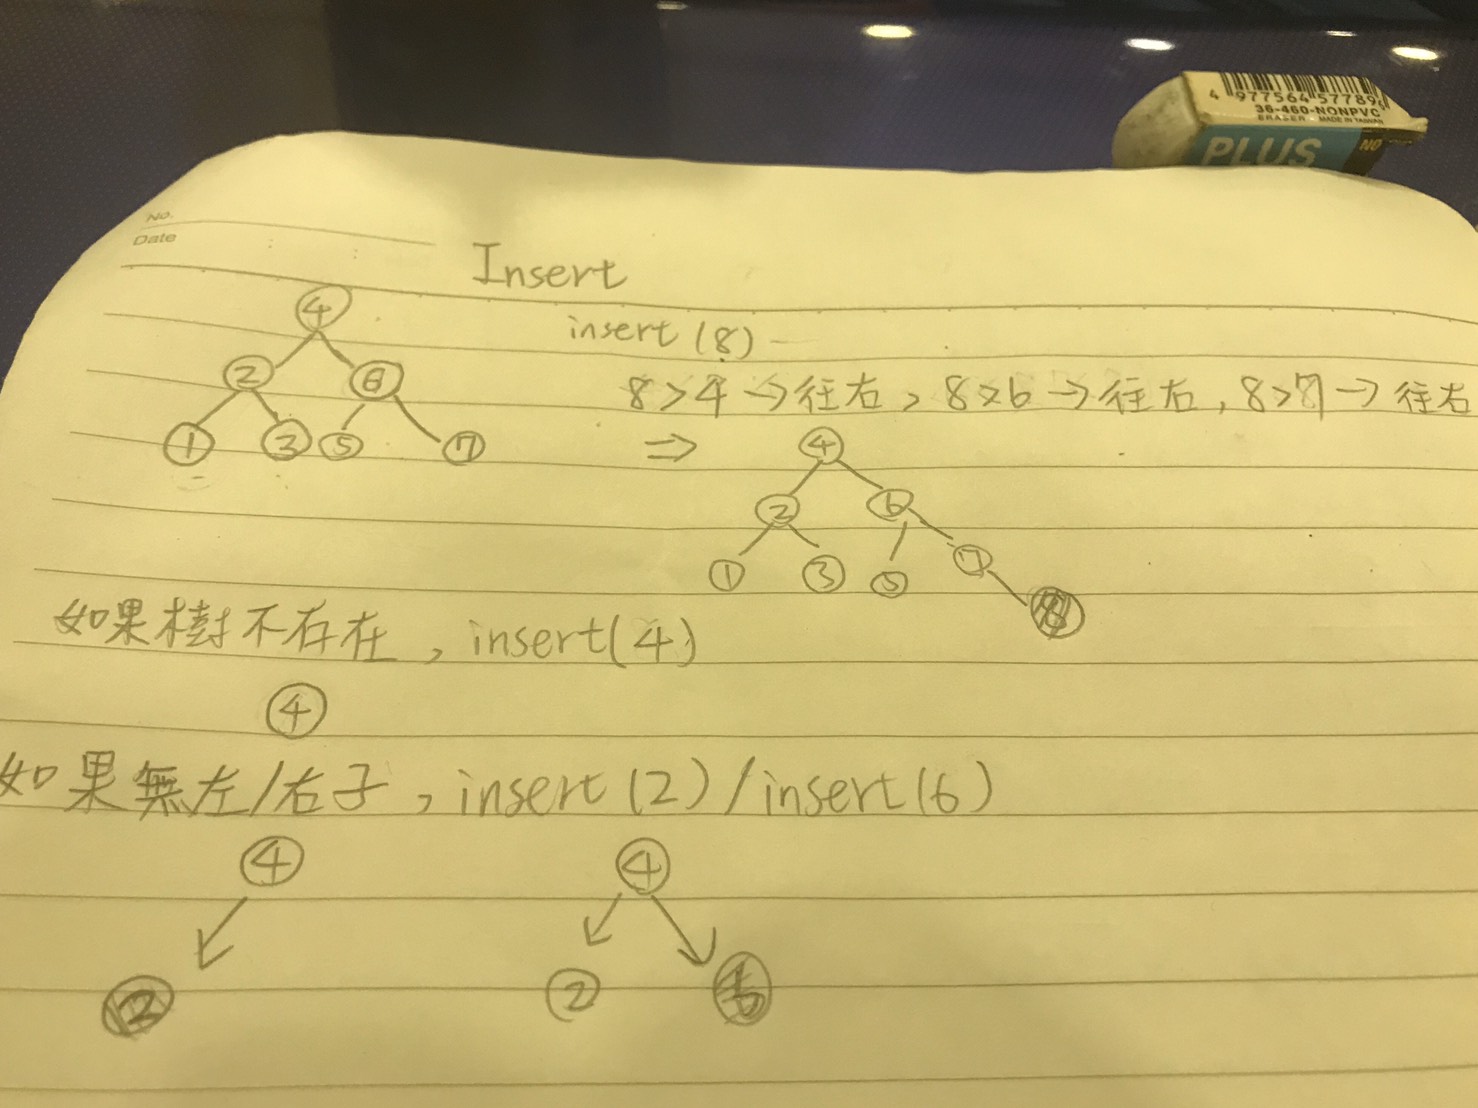 4 977564 57789
36-460-NONPVC
ERASER · MADE IN TAIWAN
PLUS NO
No.
Date
Insert
4
insert (8)
2 6
8>4→往右, 8>6→往右, 8>7→往右
1 3 5 7
⇒ 4
2 6
1 3 5 7
8
如果樹不存在, insert(4)
4
如果無左/右子, insert(2)/insert(6)
4 4
2 2 6